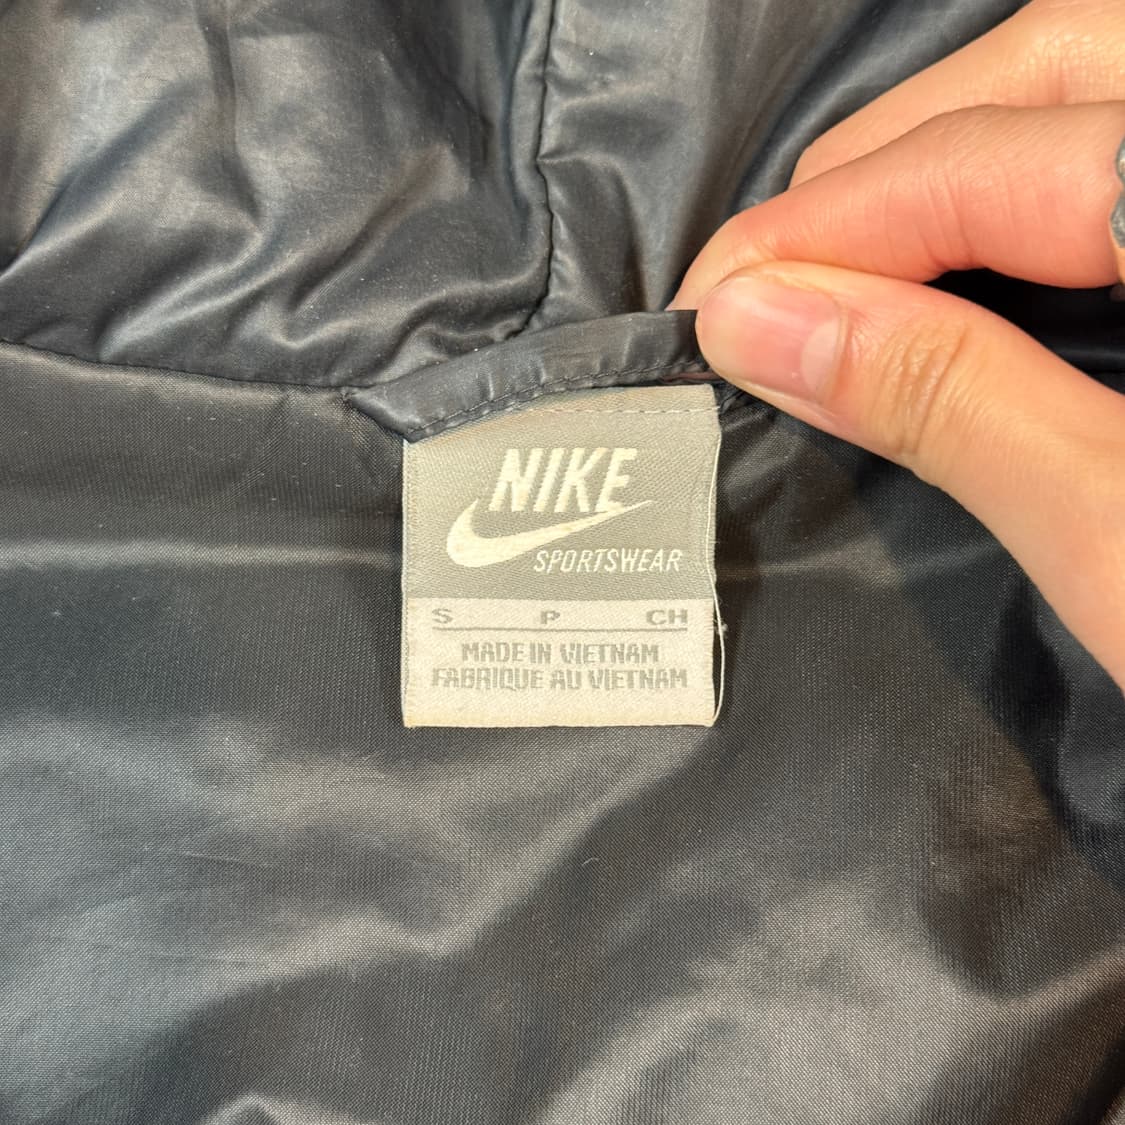 NIKE
SPORTSWEAR
S P CH
MADE IN VIETNAM
FABRIQUE AU VIETNAM